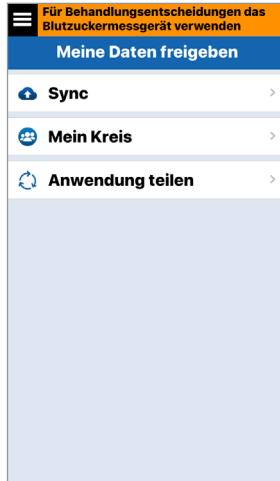 Für Behandlungsentscheidungen das
Blutzuckermessgerät verwenden
Meine Daten freigeben
Sync
Mein Kreis
Anwendung teilen